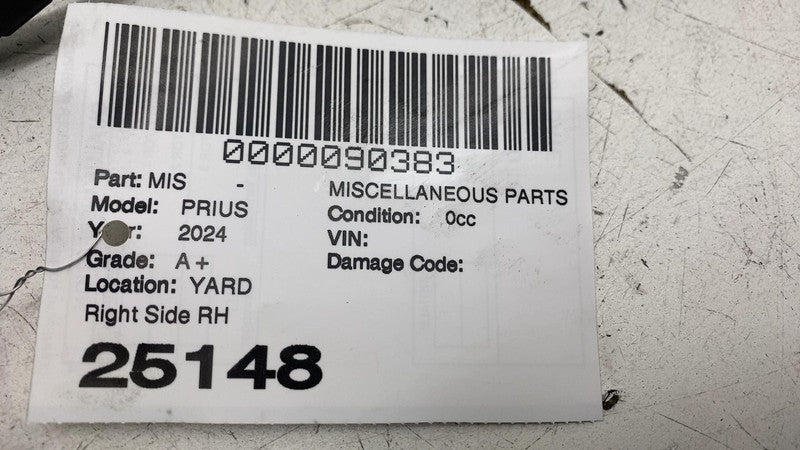 0000090383
Part: MIS - MISCELLANEOUS PARTS
Model: PRIUS Condition: 0cc
2024 VIN:
Grade: A+ Damage Code:
Location: YARD
Right Side RH
25148